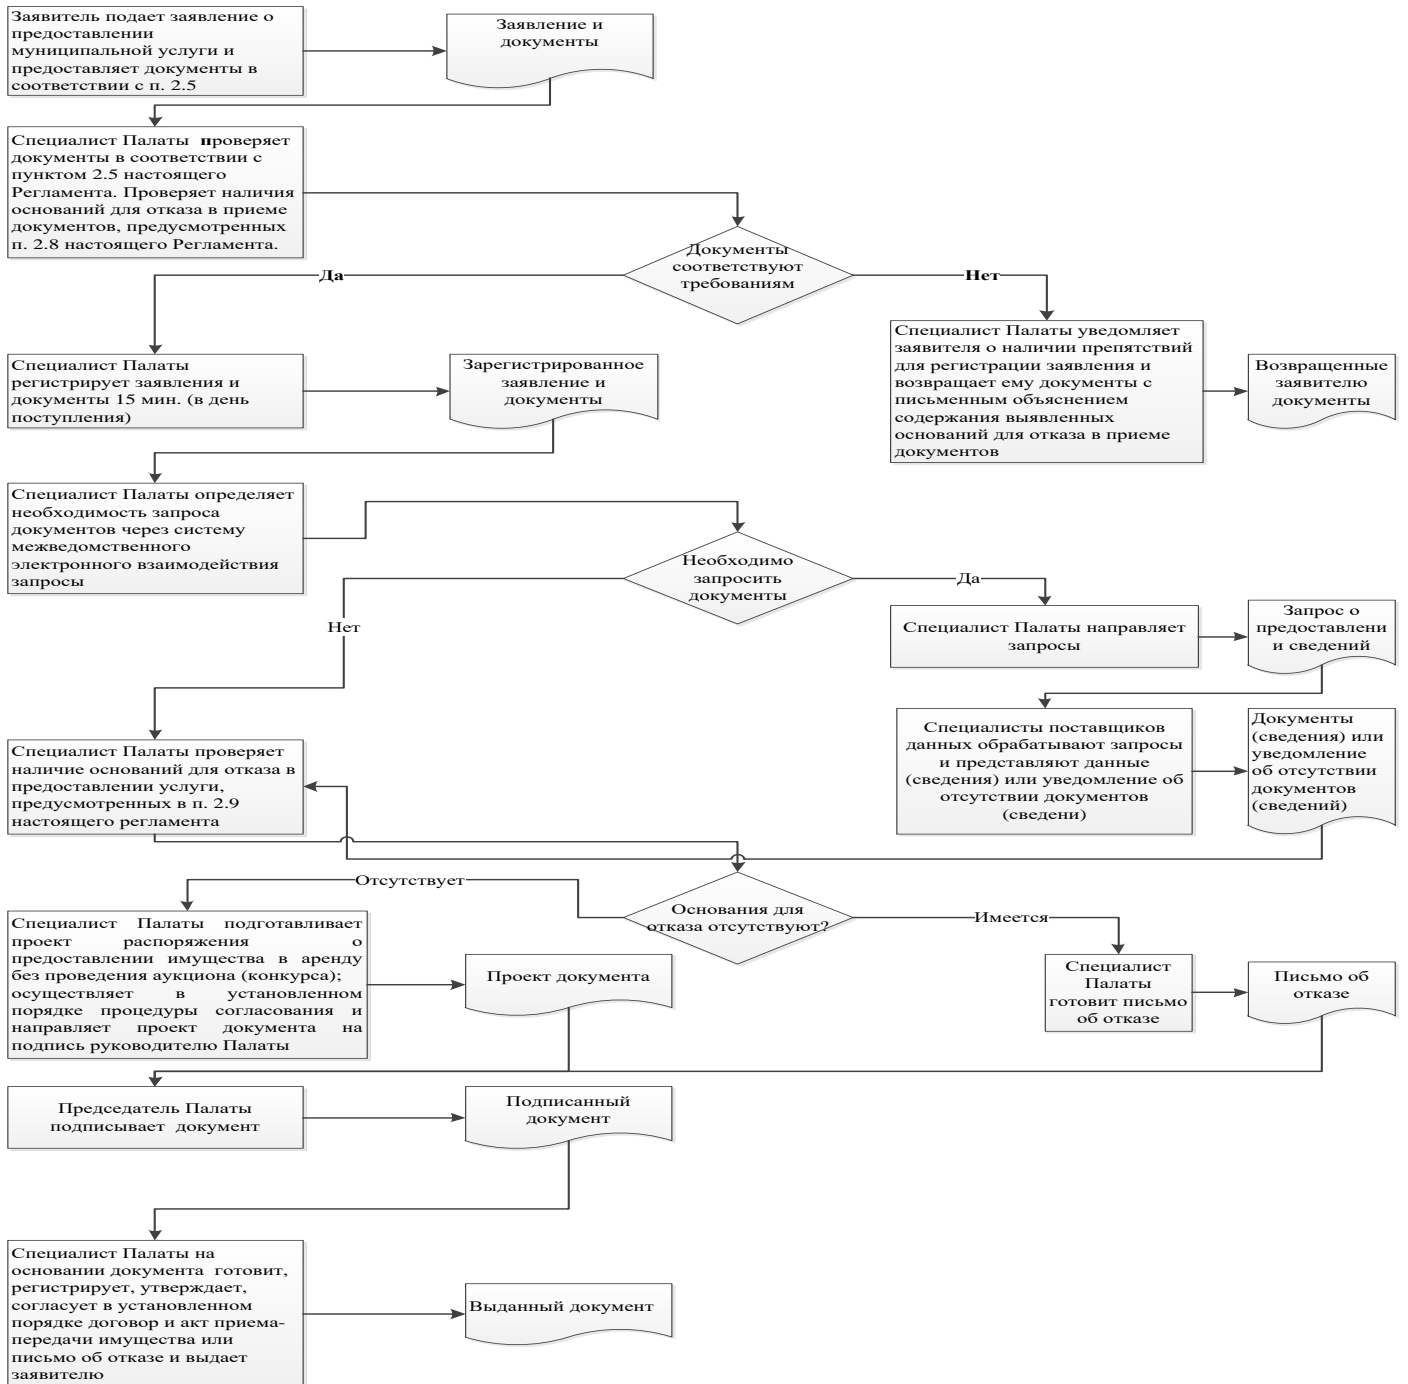 Заявитель подает заявление о
предоставлении
муниципальной услуги и
предоставляет документы в
соответствии с п. 2.5
Заявление и
документы
Специалист Палаты проверяет
документы в соответствии с
пунктом 2.5 настоящего
Регламента. Проверяет наличия
оснований для отказа в приеме
документов, предусмотренных
п. 2.8 настоящего Регламента.
Документы
соответствуют
требованиям
Да
Нет
Специалист Палаты
регистрирует заявления и
документы 15 мин. (в день
поступления)
Зарегистрированное
заявление и
документы
Специалист Палаты уведомляет
заявителя о наличии препятствий
для регистрации заявления и
возвращает ему документы с
письменным объяснением
содержания выявленных
оснований для отказа в приеме
документов
Возвращенные
заявителю
документы
Специалист Палаты определяет
необходимость запроса
документов через систему
межведомственного
электронного взаимодействия
запросы
Необходимо
запросить
документы
Да
Нет
Специалист Палаты направляет
запросы
Запрос о
предоставлени
и сведений
Специалисты поставщиков
данных обрабатывают запросы
и представляют данные
(сведения) или уведомление об
отсутствии документов
(сведени)
Документы
(сведения) или
уведомление
об отсутствии
документов
(сведений)
Специалист Палаты проверяет
наличие оснований для отказа в
предоставлении услуги,
предусмотренных в п. 2.9
настоящего регламента
Отсутствует
Основания для
отказа отсутствуют?
Имеется
Специалист Палаты подготавливает
проект распоряжения о
предоставлении имущества в аренду
без проведения аукциона (конкурса);
осуществляет в установленном
порядке процедуры согласования и
направляет проект документа на
подпись руководителю Палаты
Проект документа
Специалист
Палаты
готовит письмо
об отказе
Письмо об
отказе
Председатель Палаты
подписывает документ
Подписанный
документ
Специалист Палаты на
основании документа готовит,
регистрирует, утверждает,
согласует в установленном
порядке договор и акт приема-
передачи имущества или
письмо об отказе и выдает
заявителю
Выданный документ